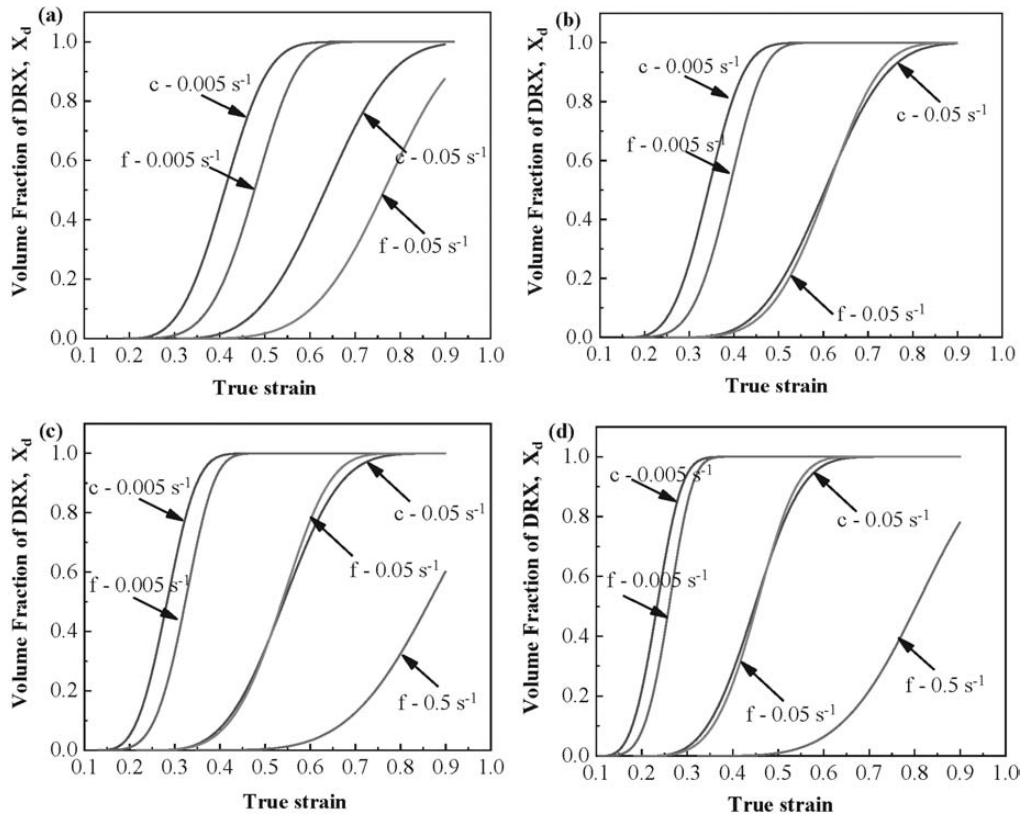 (a)
Volume Fraction of DRX, X_d
1.0
0.8
0.6
0.4
0.2
0.0
c - 0.005 s⁻¹
f - 0.005 s⁻¹
c - 0.05 s⁻¹
f - 0.05 s⁻¹
0.1 0.2 0.3 0.4 0.5 0.6 0.7 0.8 0.9 1.0
True strain
(b)
Volume Fraction of DRX, X_d
1.0
0.8
0.6
0.4
0.2
0.0
c - 0.005 s⁻¹
f - 0.005 s⁻¹
c - 0.05 s⁻¹
f - 0.05 s⁻¹
0.1 0.2 0.3 0.4 0.5 0.6 0.7 0.8 0.9 1.0
True strain
(c)
Volume Fraction of DRX, X_d
1.0
0.8
0.6
0.4
0.2
0.0
c - 0.005 s⁻¹
f - 0.005 s⁻¹
c - 0.05 s⁻¹
f - 0.05 s⁻¹
f - 0.5 s⁻¹
0.1 0.2 0.3 0.4 0.5 0.6 0.7 0.8 0.9 1.0
True strain
(d)
Volume Fraction of DRX, X_d
1.0
0.8
0.6
0.4
0.2
0.0
c - 0.005 s⁻¹
f - 0.005 s⁻¹
c - 0.05 s⁻¹
f - 0.05 s⁻¹
f - 0.5 s⁻¹
0.1 0.2 0.3 0.4 0.5 0.6 0.7 0.8 0.9 1.0
True strain